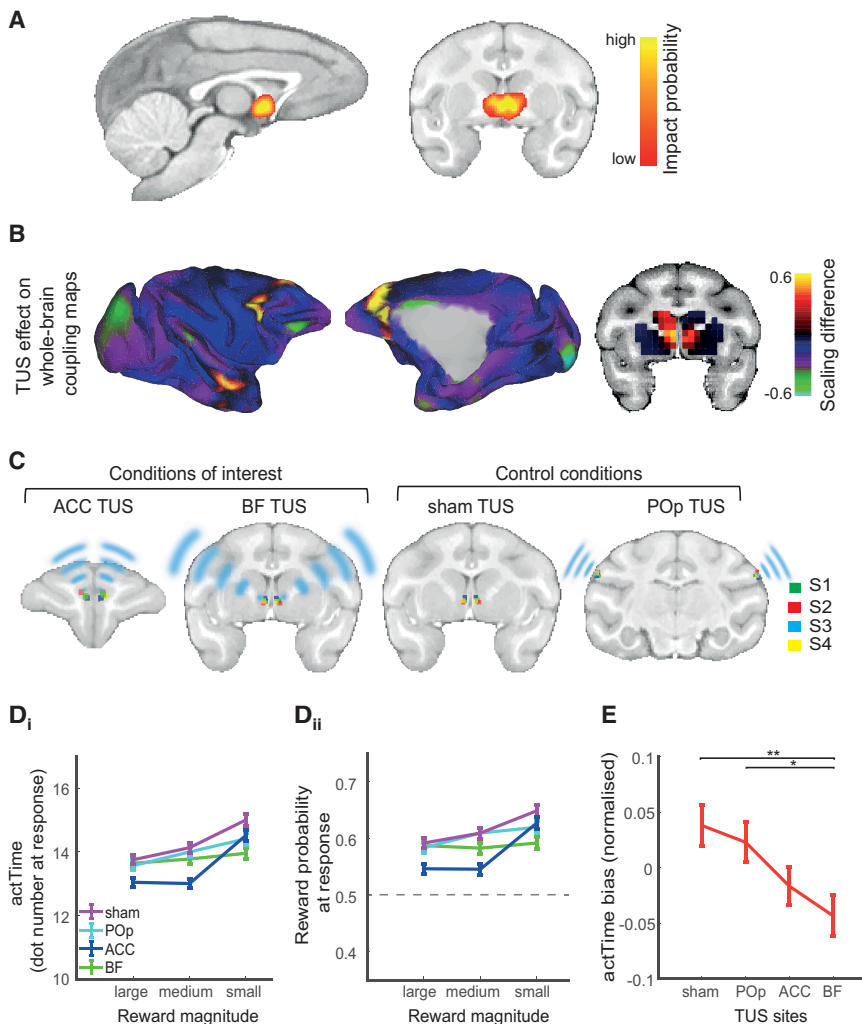 A
high
low
Impact probability
B
TUS effect on
whole-brain
coupling maps
0.6
-0.6
Scaling difference
C
Conditions of interest
Control conditions
ACC TUS
BF TUS
sham TUS
POp TUS
S1
S2
S3
S4
Di
actTime
(dot number at response)
16
14
12
10
sham
POp
ACC
BF
large medium small
Reward magnitude
Dii
Reward probability
at response
0.7
0.6
0.5
0.4
large medium small
Reward magnitude
E
actTime bias (normalised)
0.1
0.05
0
-0.05
-0.1
**
*
sham POp ACC BF
TUS sites